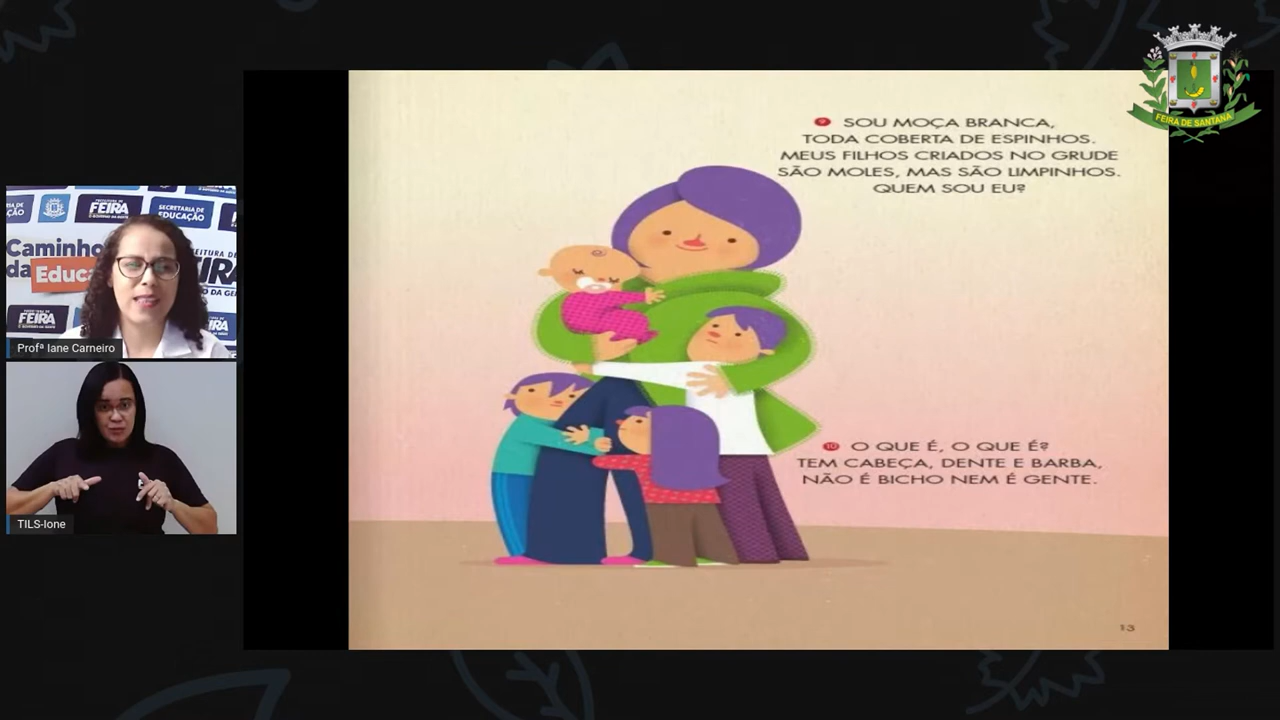 FEIRA DE SANTANA
9 SOU MOÇA BRANCA,
TODA COBERTA DE ESPINHOS.
MEUS FILHOS CRIADOS NO GRUDE
SÃO MOLES, MAS SÃO LIMPINHOS.
QUEM SOU EU?
10 O QUE É, O QUE É?
TEM CABEÇA, DENTE E BARBA,
NÃO É BICHO NEM É GENTE.
13
FEIRA
SECRETARIA DE
EDUCAÇÃO
Caminho
da Educa
FEIRA
Profª Iane Carneiro
TILS-Ione